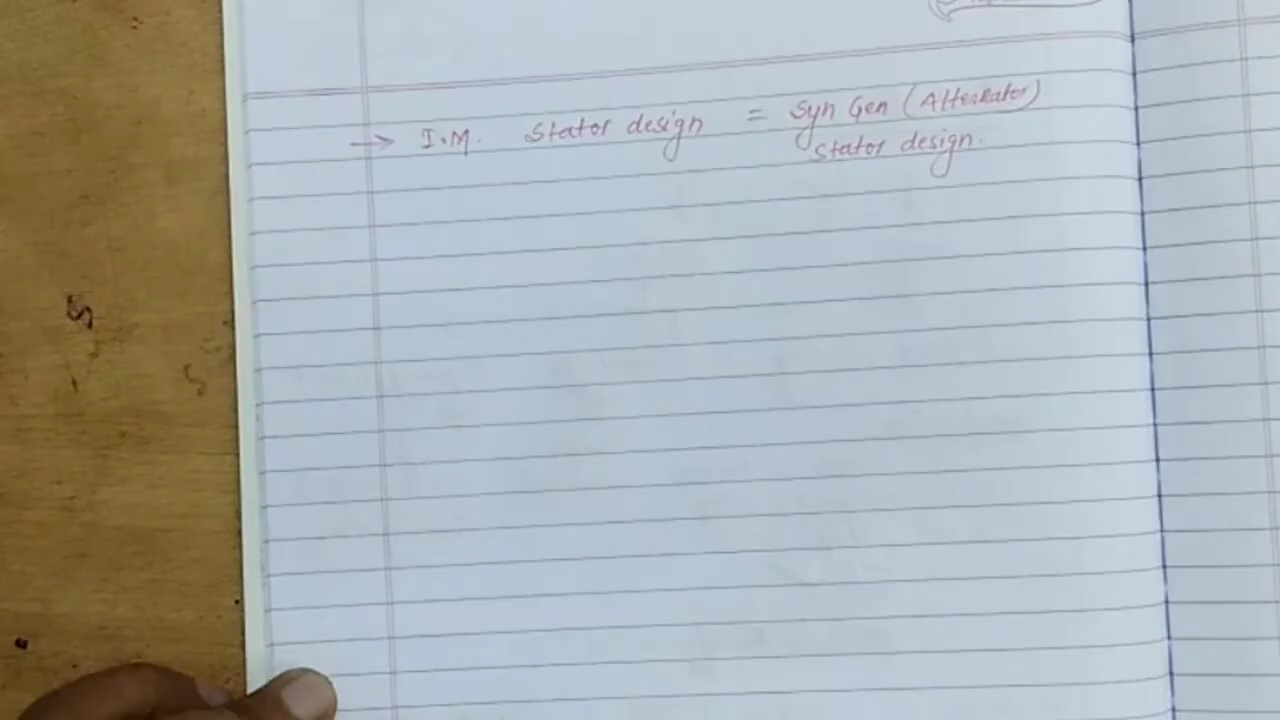 → I.M. Stator design = Syn Gen (Alternator)
Stator design.